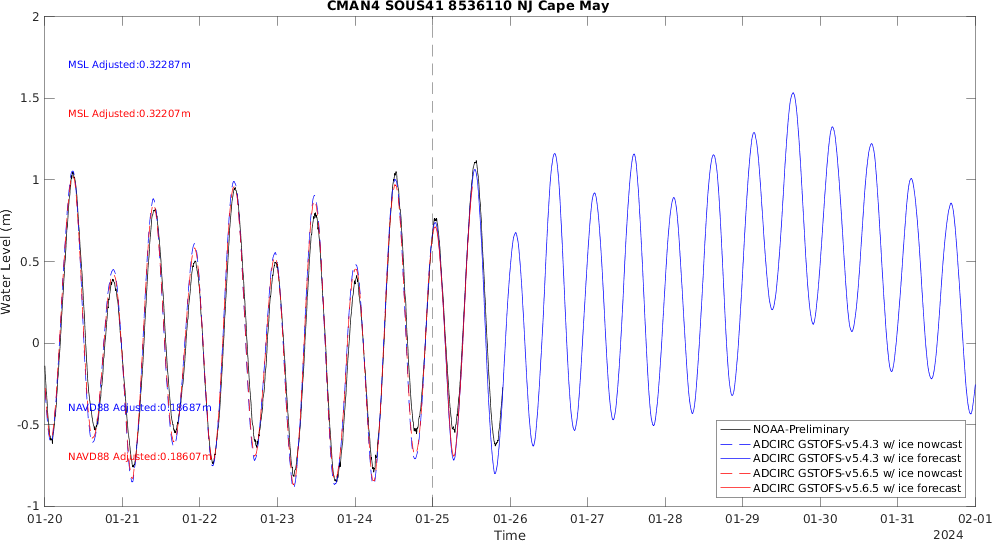 CMAN4 SOUS41 8536110 NJ Cape May
2
1.5
1
0.5
0
-0.5
-1
Water Level (m)
MSL Adjusted:0.32287m
MSL Adjusted:0.32207m
NAVD88 Adjusted:0.18687m
NAVD88 Adjusted:0.18607m
NOAA-Preliminary
ADCIRC GSTOFS-v5.4.3 w/ ice nowcast
ADCIRC GSTOFS-v5.4.3 w/ ice forecast
ADCIRC GSTOFS-v5.6.5 w/ ice nowcast
ADCIRC GSTOFS-v5.6.5 w/ ice forecast
01-20 01-21 01-22 01-23 01-24 01-25 01-26 01-27 01-28 01-29 01-30 01-31 02-01
Time
2024